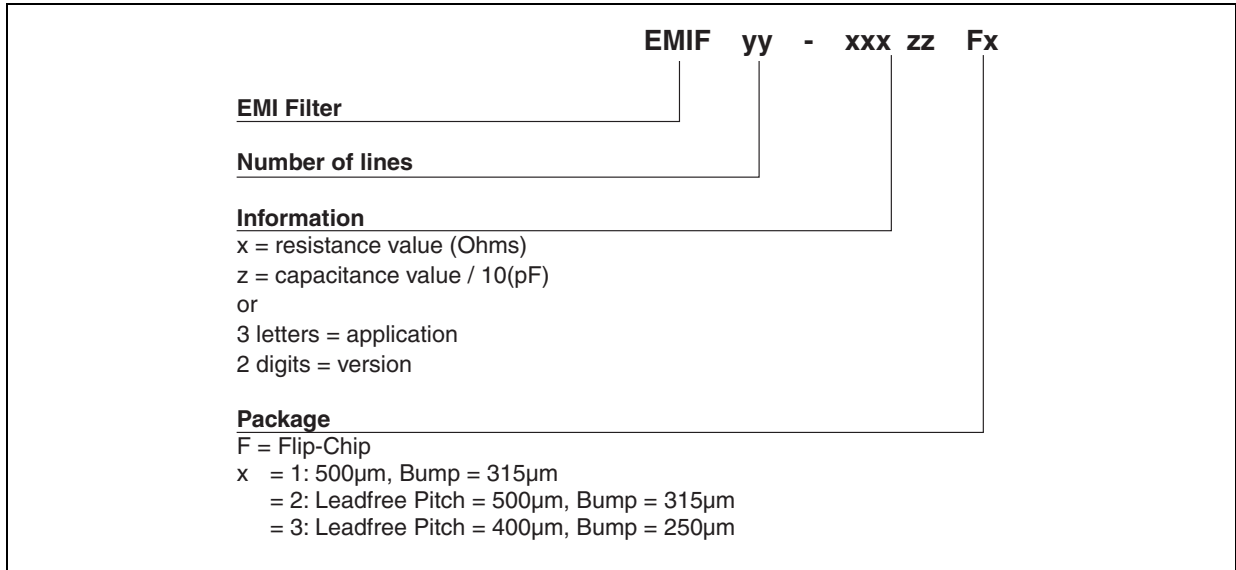 EMIF yy - xxx zz Fx
EMI Filter
Number of lines
Information
x = resistance value (Ohms)
z = capacitance value / 10(pF)
or
3 letters = application
2 digits = version
Package
F = Flip-Chip
x = 1: 500µm, Bump = 315µm
= 2: Leadfree Pitch = 500µm, Bump = 315µm
= 3: Leadfree Pitch = 400µm, Bump = 250µm